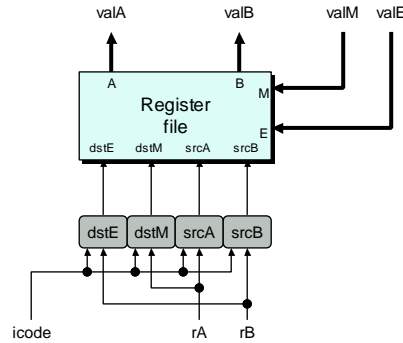 valA valB valM valE
A B M
Register
file
E
dstE dstM srcA srcB
dstE dstM srcA srcB
icode rA rB